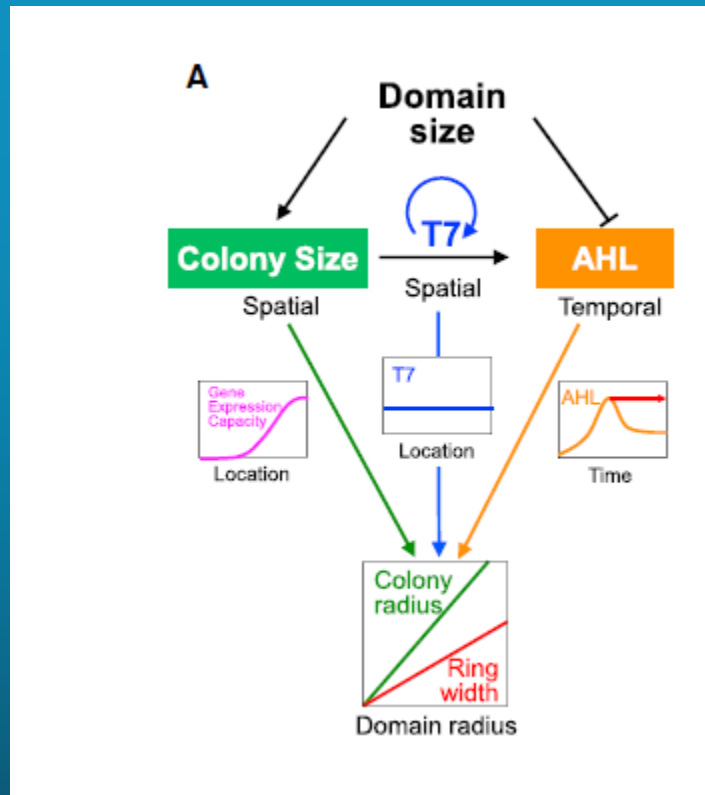 A
Domain
size
T7
Colony Size
AHL
Spatial
Spatial
Temporal
Gene
Expression
Capacity
Location
T7
Location
AHL
Time
Colony
radius
Ring
width
Domain radius